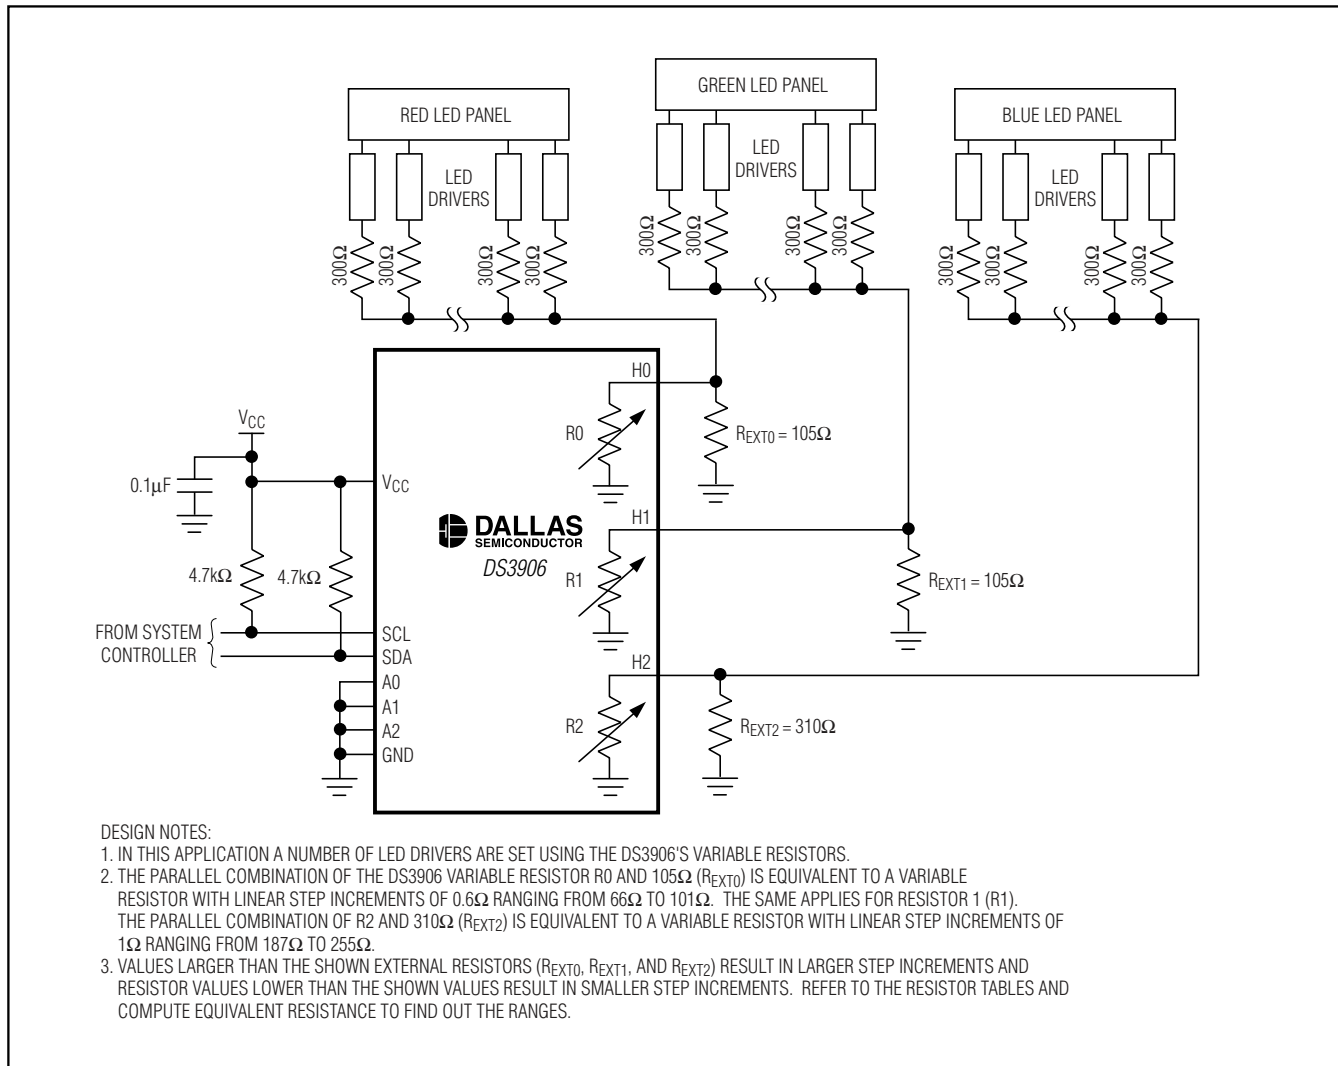 RED LED PANEL
GREEN LED PANEL
BLUE LED PANEL
LED
DRIVERS
LED
DRIVERS
LED
DRIVERS
300Ω
300Ω
300Ω
300Ω
300Ω
300Ω
300Ω
300Ω
300Ω
300Ω
300Ω
300Ω
VCC
0.1µF
4.7kΩ
4.7kΩ
FROM SYSTEM
CONTROLLER
VCC
SCL
SDA
A0
A1
A2
GND
DALLAS
SEMICONDUCTOR
DS3906
H0
R0
REXT0 = 105Ω
H1
R1
REXT1 = 105Ω
H2
R2
REXT2 = 310Ω
DESIGN NOTES:
1. IN THIS APPLICATION A NUMBER OF LED DRIVERS ARE SET USING THE DS3906'S VARIABLE RESISTORS.
2. THE PARALLEL COMBINATION OF THE DS3906 VARIABLE RESISTOR R0 AND 105Ω (REXT0) IS EQUIVALENT TO A VARIABLE
RESISTOR WITH LINEAR STEP INCREMENTS OF 0.6Ω RANGING FROM 66Ω TO 101Ω. THE SAME APPLIES FOR RESISTOR 1 (R1).
THE PARALLEL COMBINATION OF R2 AND 310Ω (REXT2) IS EQUIVALENT TO A VARIABLE RESISTOR WITH LINEAR STEP INCREMENTS OF
1Ω RANGING FROM 187Ω TO 255Ω.
3. VALUES LARGER THAN THE SHOWN EXTERNAL RESISTORS (REXT0, REXT1, AND REXT2) RESULT IN LARGER STEP INCREMENTS AND
RESISTOR VALUES LOWER THAN THE SHOWN VALUES RESULT IN SMALLER STEP INCREMENTS. REFER TO THE RESISTOR TABLES AND
COMPUTE EQUIVALENT RESISTANCE TO FIND OUT THE RANGES.